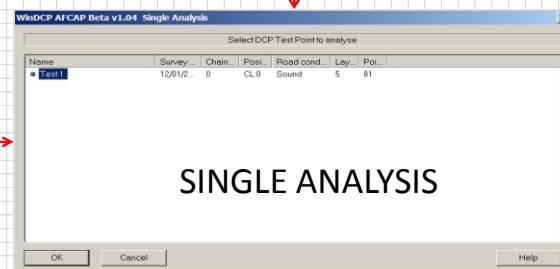 WinDCP AFCAP Beta v1.04 Single Analysis
Select DCP Test Point to analyse
Name Survey ... Chain... Posi... Road cond... Lay... Poi...
Test1 12/01/2... 0 CL:0 Sound 5 81
SINGLE ANALYSIS
OK Cancel Help